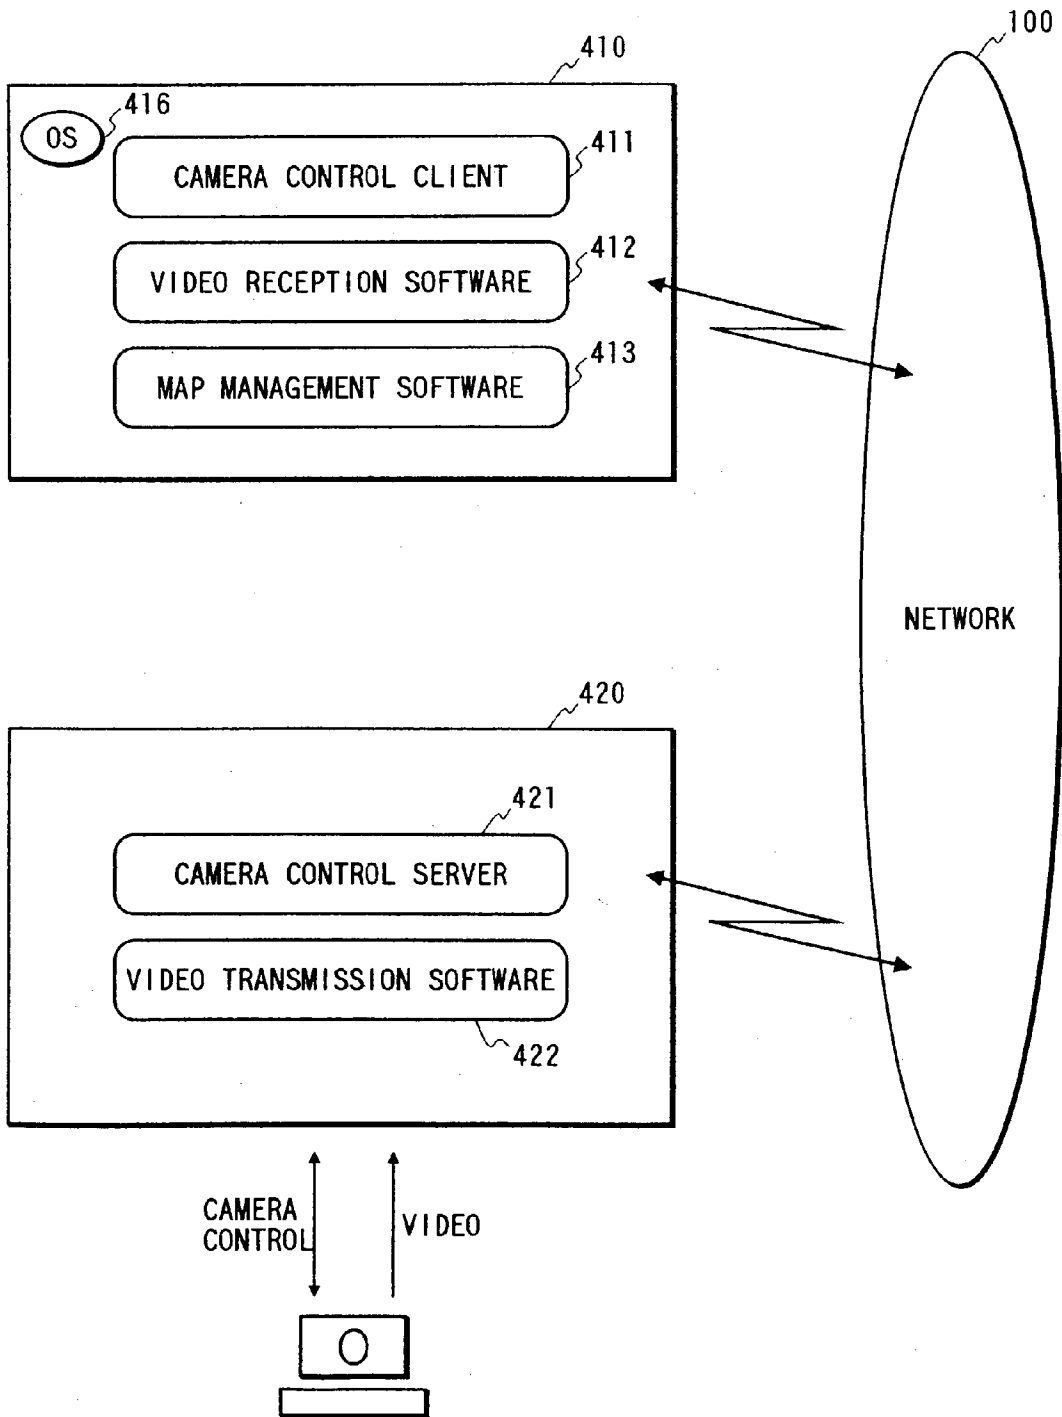 100
410
416
OS
411
CAMERA CONTROL CLIENT
412
VIDEO RECEPTION SOFTWARE
413
MAP MANAGEMENT SOFTWARE
NETWORK
420
421
CAMERA CONTROL SERVER
VIDEO TRANSMISSION SOFTWARE
422
CAMERA
CONTROL
VIDEO